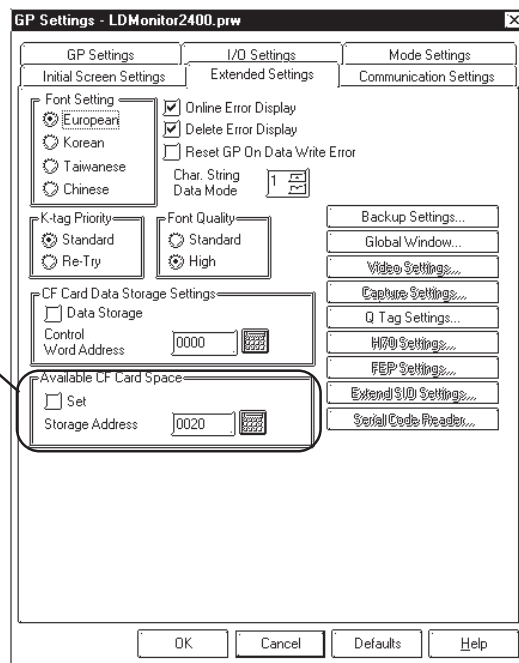 GP Settings - LDMonitor2400.prw
GP Settings
I/O Settings
Mode Settings
Initial Screen Settings
Extended Settings
Communication Settings
Font Setting
European
Korean
Taiwanese
Chinese
Online Error Display
Delete Error Display
Reset GP On Data Write Error
Char. String
Data Mode
1
K-tag Priority
Standard
Re-Try
Font Quality
Standard
High
CF Card Data Storage Settings
Data Storage
Control
Word Address
0000
Available CF Card Space
Set
Storage Address
0020
Backup Settings...
Global Window...
Video Settings...
Capture Settings...
Q Tag Settings...
H70 Settings...
FEP Settings...
Extend SIO Settings...
Serial Code Reader...
OK
Cancel
Defaults
Help